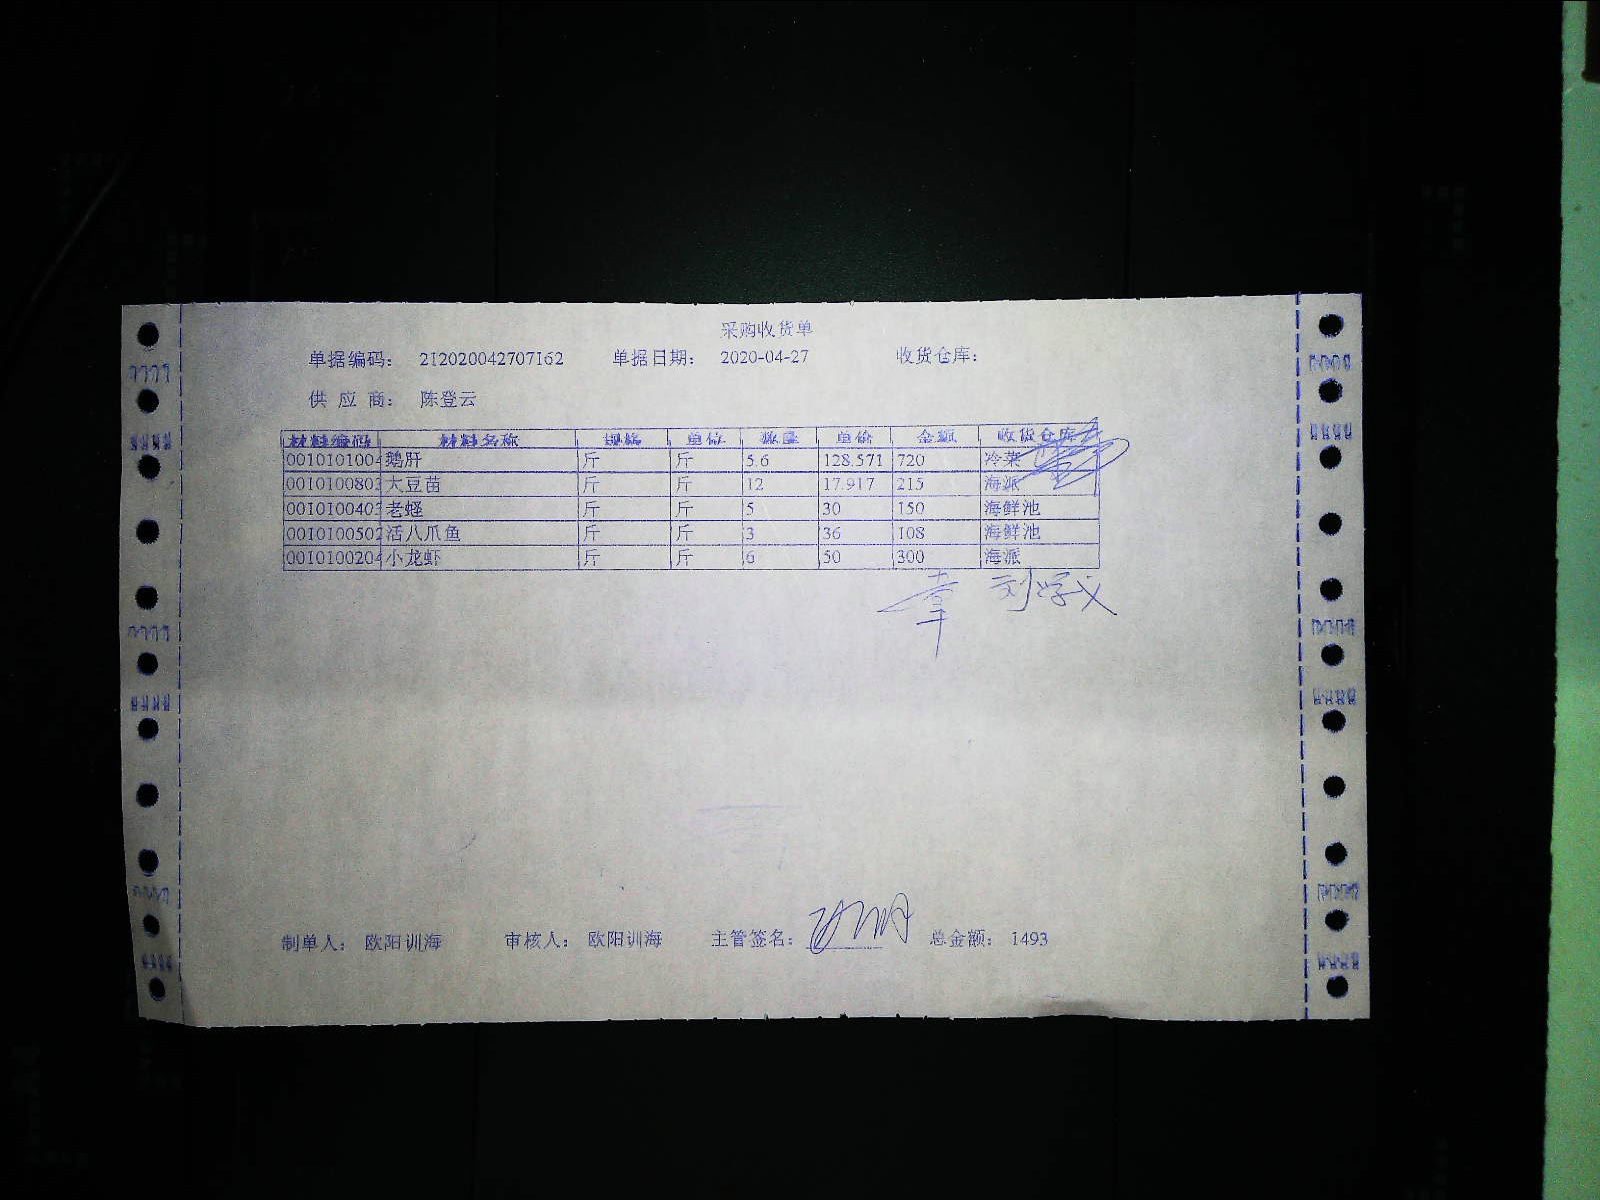 采购收货单
单据编码： 212020042707162 单据日期： 2020-04-27 收货仓库：
供 应 商： 陈登云
材料编码 材料名称 规格 单位 数量 单价 金额 收货仓库
0010101004 鹅肝 斤 斤 5.6 128.571 720 冷菜
001010080 大豆苗 斤 斤 12 17.917 215 海派
001010040 老蛏 斤 斤 5 30 150 海鲜池
0010100502 活八爪鱼 斤 斤 3 36 108 海鲜池
0010100204 小龙虾 斤 斤 6 50 300 海派
刘学义
制单人： 欧阳训海 审核人： 欧阳训海 主管签名： 总金额： 1493